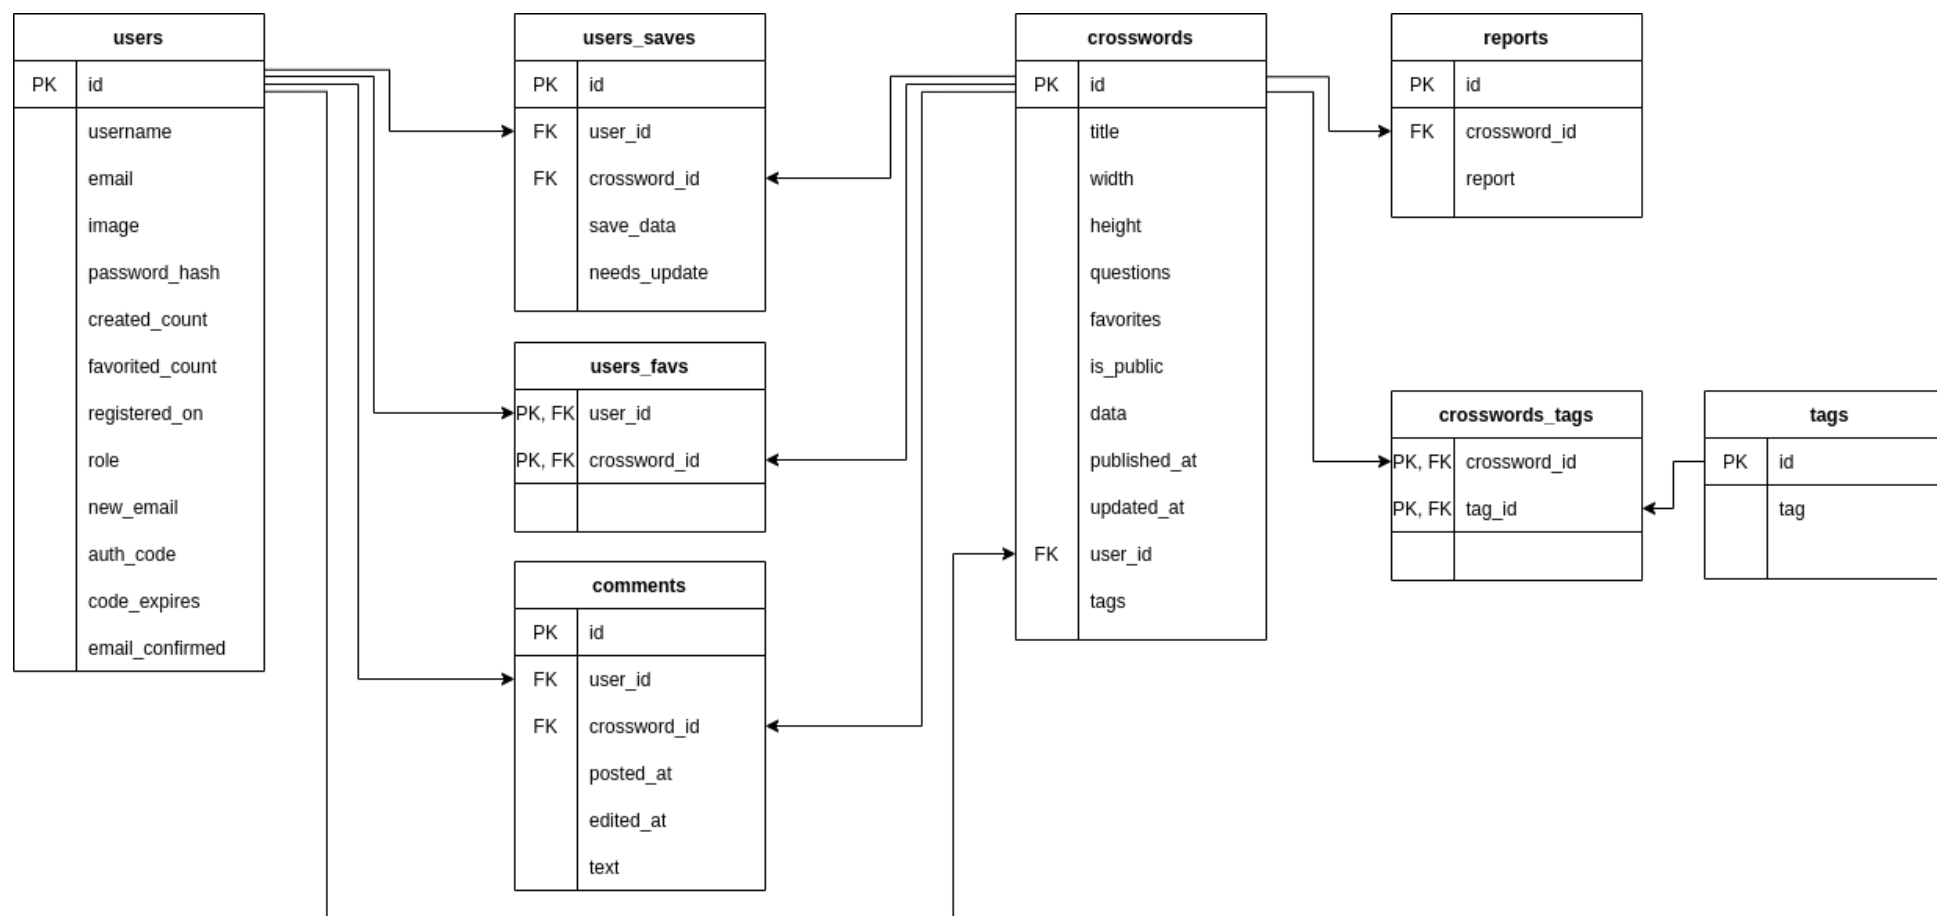 users
PK id
username
email
image
password_hash
created_count
favorited_count
registered_on
role
new_email
auth_code
code_expires
email_confirmed
users_saves
PK id
FK user_id
FK crossword_id
save_data
needs_update
users_favs
PK, FK user_id
PK, FK crossword_id
comments
PK id
FK user_id
FK crossword_id
posted_at
edited_at
text
crosswords
PK id
title
width
height
questions
favorites
is_public
data
published_at
updated_at
FK user_id
tags
reports
PK id
FK crossword_id
report
crosswords_tags
PK, FK crossword_id
PK, FK tag_id
tags
PK id
tag